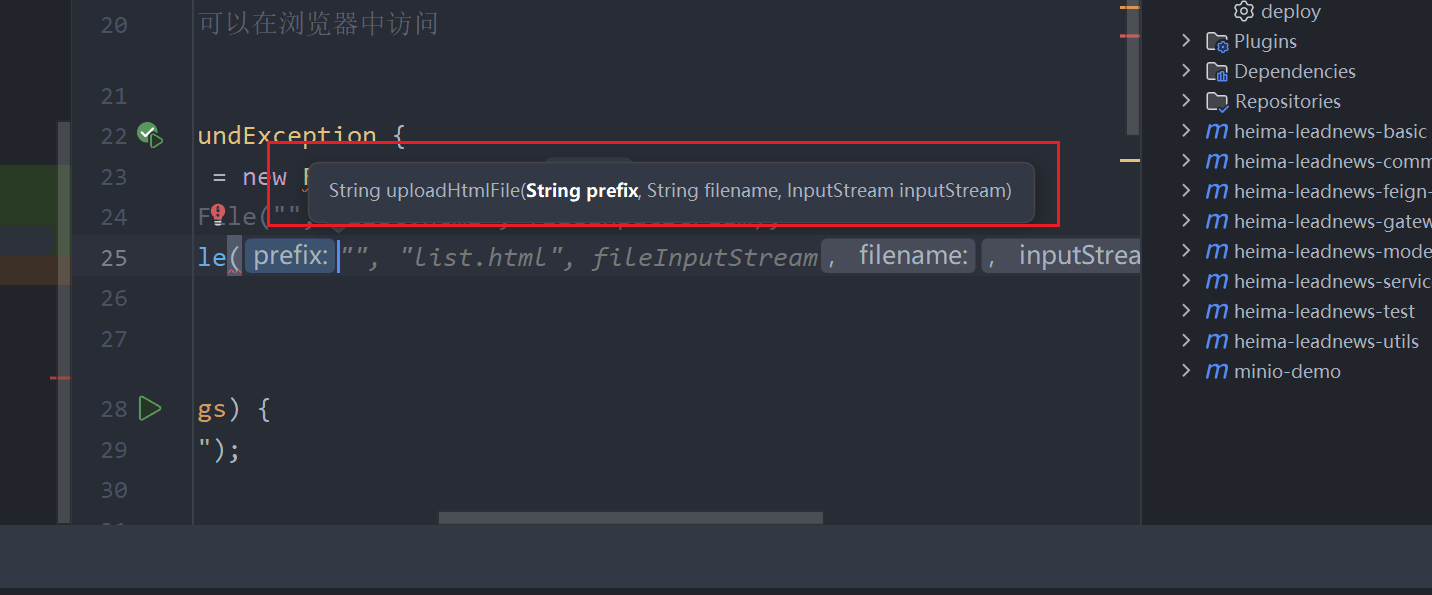 20 可以在浏览器中访问
21
22 undException {
23 = new F
String uploadHtmlFile(String prefix, String filename, InputStream inputStream)
24 File("",
25 le( prefix: "", "list.html", fileInputStream , filename: , inputStrea
26
27
28 gs) {
29 ");
30
deploy
Plugins
Dependencies
Repositories
heima-leadnews-basic
heima-leadnews-comm
heima-leadnews-feign-
heima-leadnews-gatew
heima-leadnews-mode
heima-leadnews-servic
heima-leadnews-test
heima-leadnews-utils
minio-demo